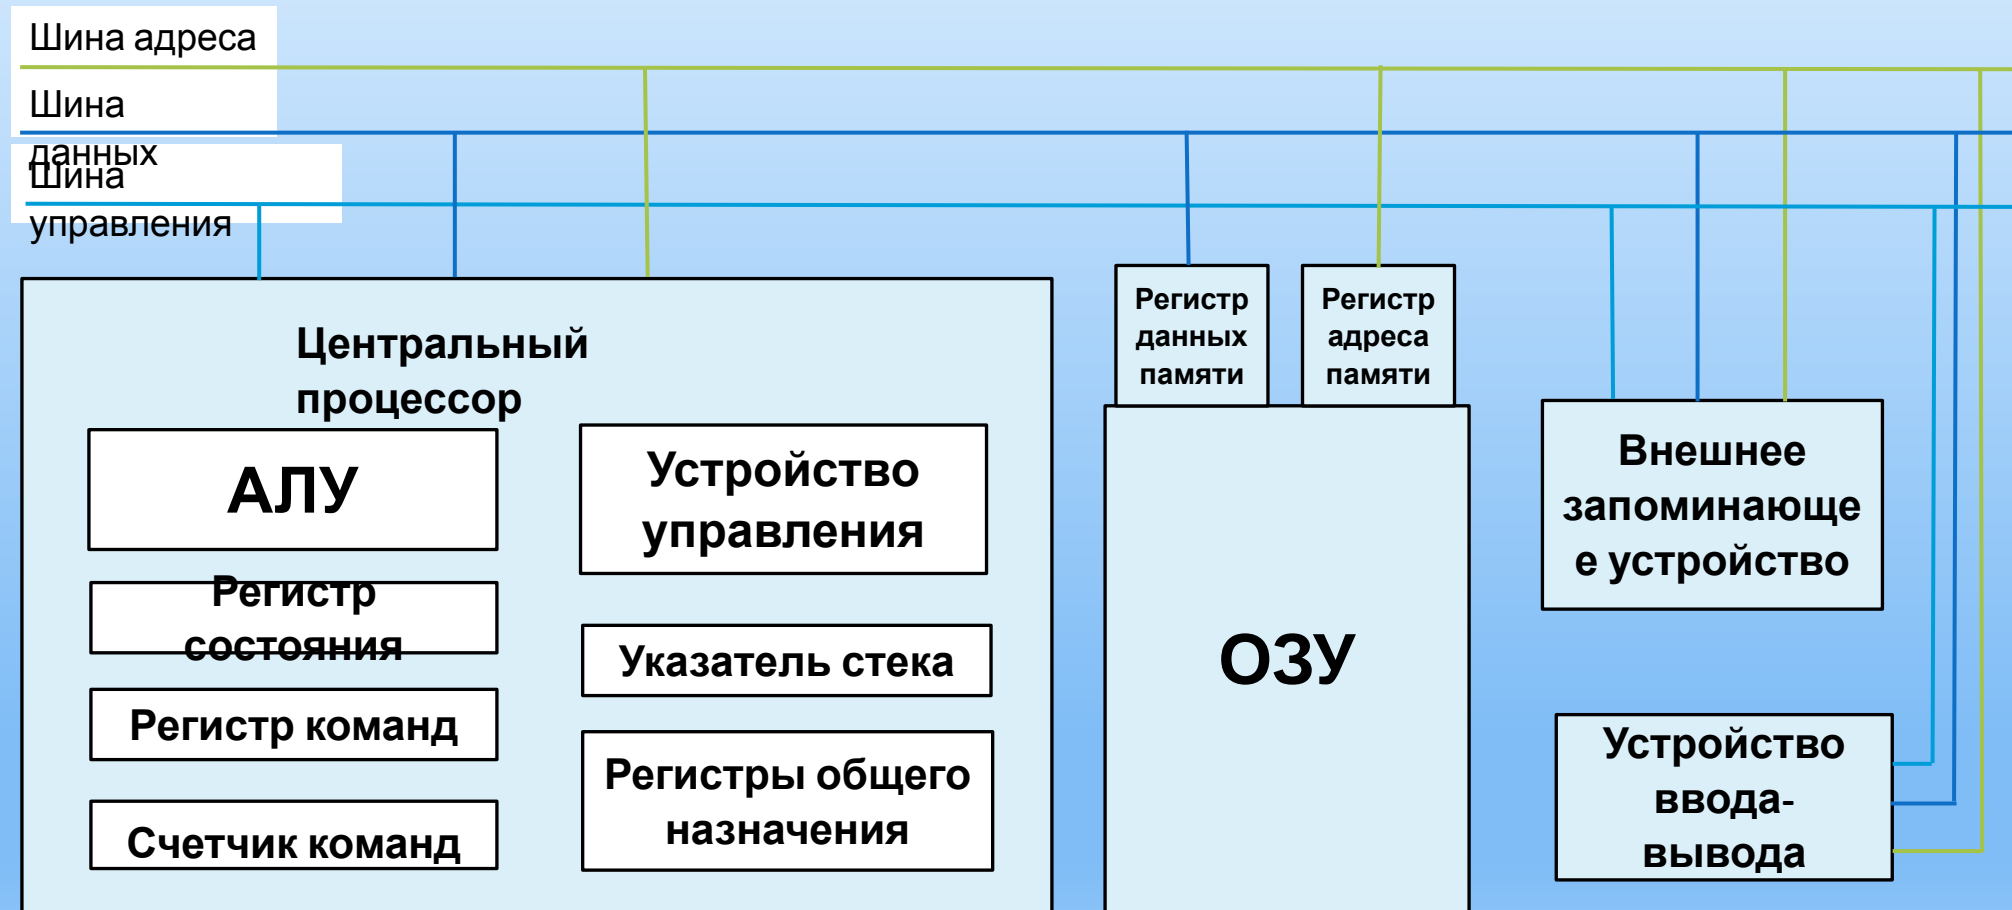 Шина адреса
Шина
данных
Шина
управления
Центральный
процессор
АЛУ
Устройство
управления
Регистр
состояния
Указатель стека
Регистр команд
Регистры общего
назначения
Счетчик команд
Регистр
данных
памяти
Регистр
адреса
памяти
ОЗУ
Внешнее
запоминающе
е устройство
Устройство
ввода-
вывода